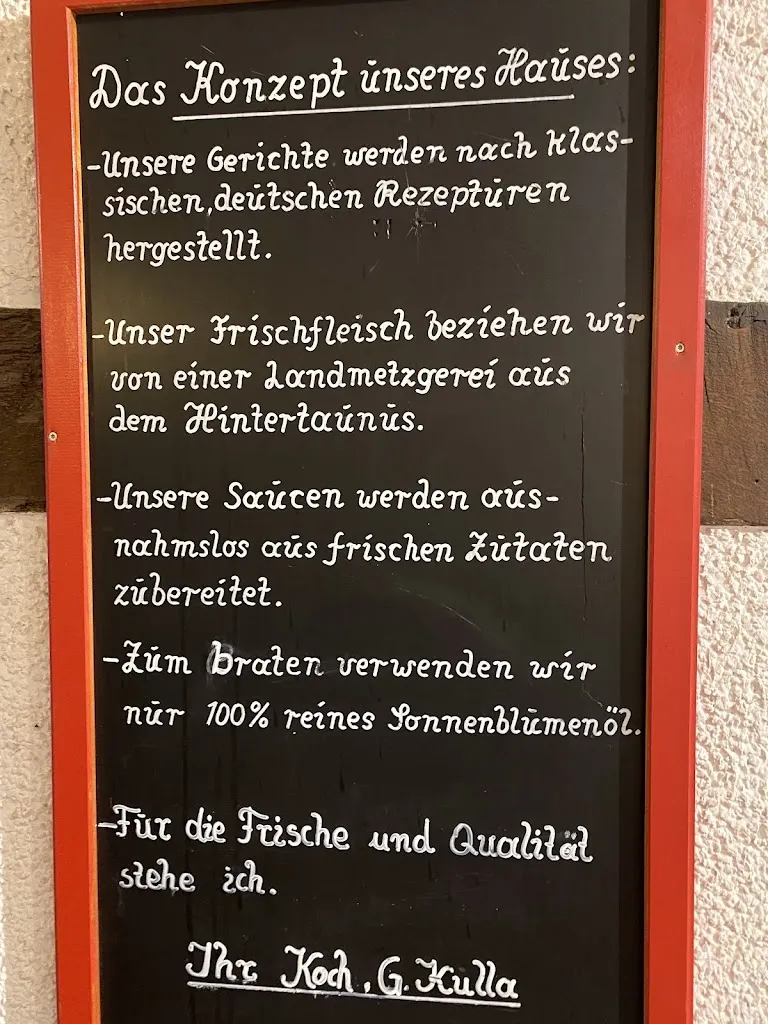 Das Konzept unseres Hauses:
-Unsere Gerichte werden nach klas-
sischen, deutschen Rezepturen
hergestellt.
-Unser Frischfleisch beziehen wir
von einer Landmetzgerei aus
dem Hintertaunus.
-Unsere Saucen werden aus-
nahmslos aus frischen Zutaten
zubereitet.
-Zum Braten verwenden wir
nur 100% reines Sonnenblumenöl.
-Für die Frische und Qualität
stehe ich.
Ihr Koch, G. Kulla